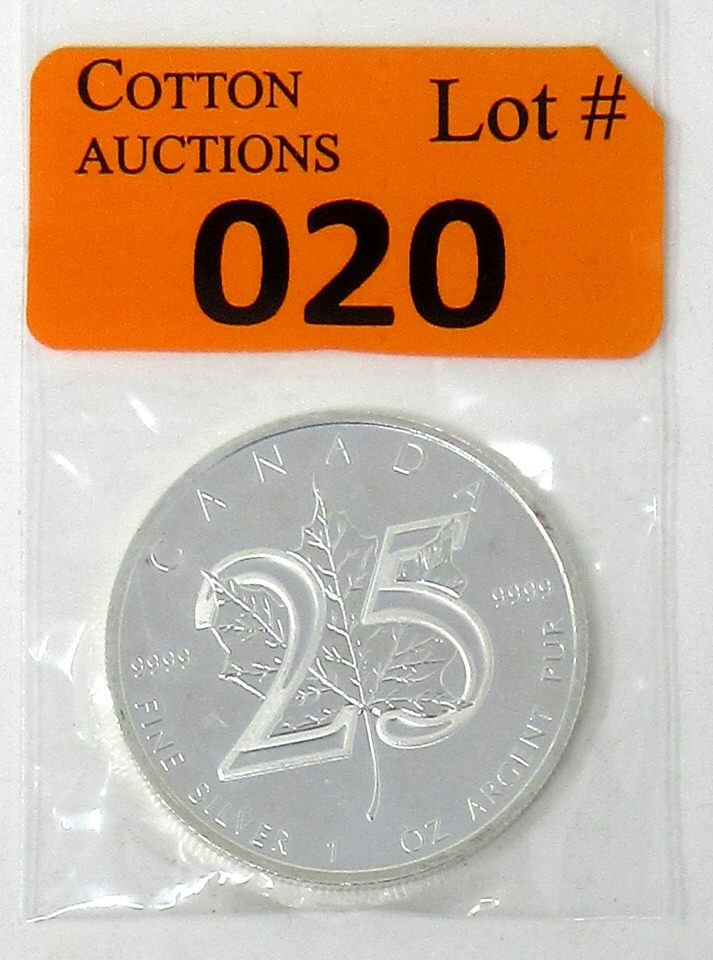 COTTON
AUCTIONS
Lot #
020
CANADA
25
9999
9999
FINE SILVER 1 OZ ARGENT PUR